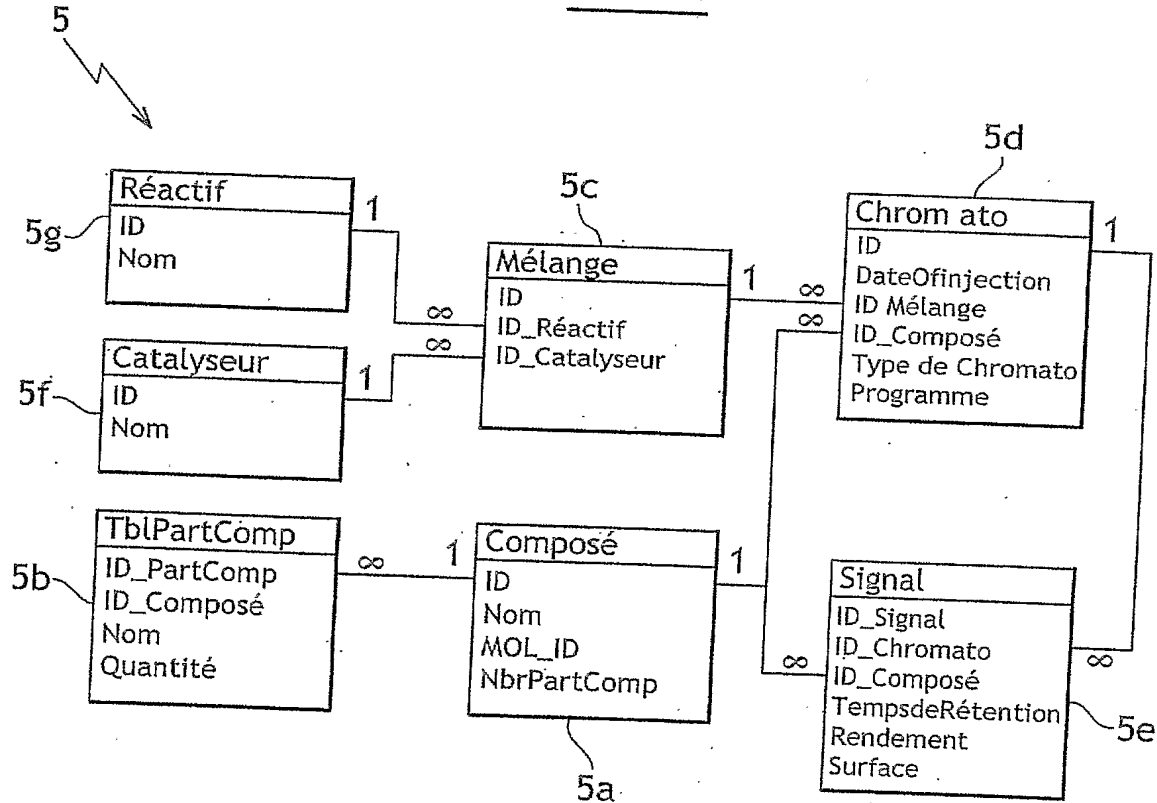 5
5g
Réactif
ID
Nom
1
5f
Catalyseur
ID
Nom
1
5b
TblPartComp
ID_PartComp
ID_Composé
Nom
Quantité
∞
5c
Mélange
ID
ID_Réactif
ID_Catalyseur
∞
∞
1
Composé
ID
Nom
MOL_ID
NbrPartComp
1
1
5a
5d
Chrom ato
ID
DateOfinjection
ID Mélange
ID_Composé
Type de Chromato
Programme
∞
∞
1
Signal
ID_Signal
ID_Chromato
ID_Composé
TempsdeRétention
Rendement
Surface
∞
∞
5e